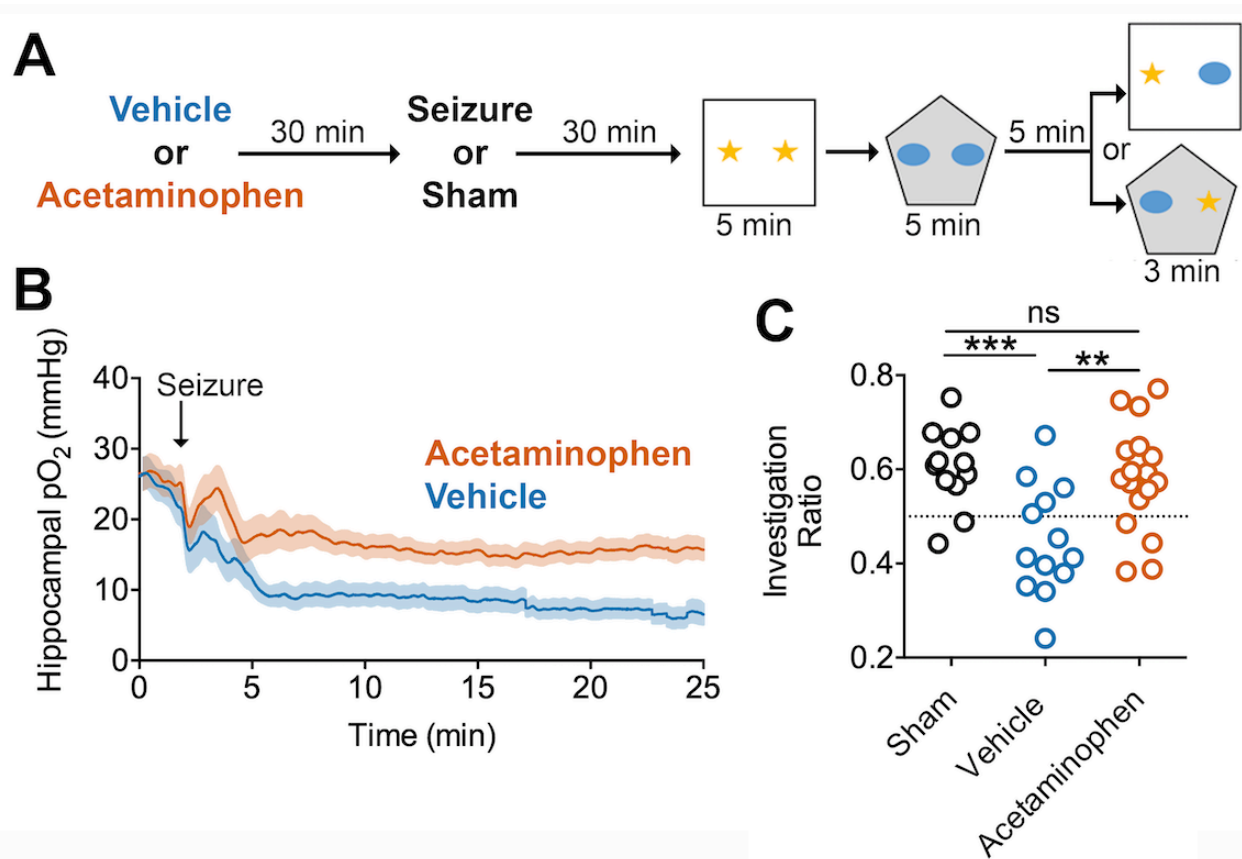 A
Vehicle
or
Acetaminophen
30 min
Seizure
or
Sham
30 min
5 min
5 min
5 min
or
3 min
B
Hippocampal pO2 (mmHg)
40
30
20
10
0
Seizure
Acetaminophen
Vehicle
0 5 10 15 20 25
Time (min)
C
ns
*** **
Investigation
Ratio
0.8
0.6
0.4
0.2
Sham
Vehicle
Acetaminophen